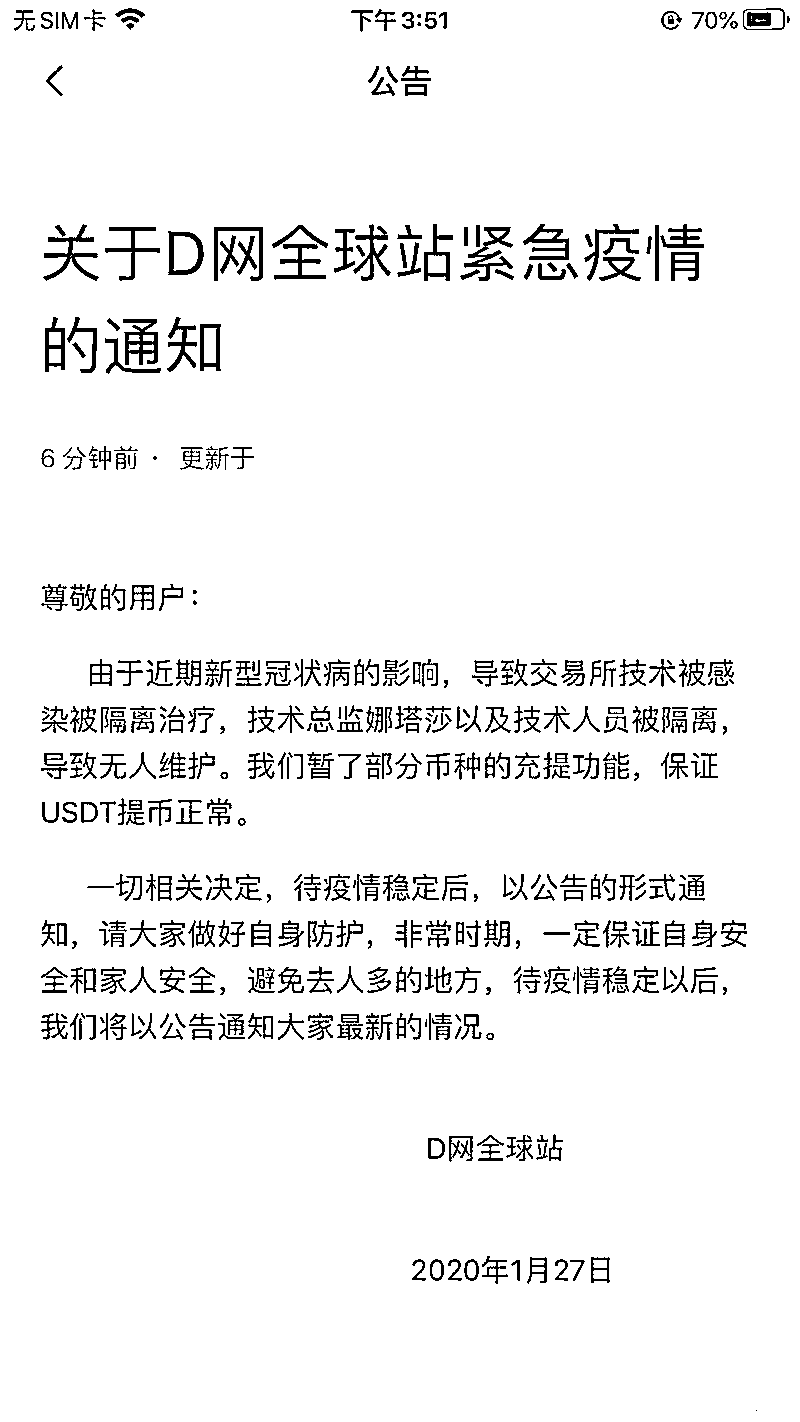 无SIM卡 下午3:51 70%
公告
关于D网全球站紧急疫情
的通知
6 分钟前 · 更新于
尊敬的用户：
由于近期新型冠状病的影响，导致交易所技术被感
染被隔离治疗，技术总监娜塔莎以及技术人员被隔离，
导致无人维护。我们暂了部分币种的充提功能，保证
USDT提币正常。
一切相关决定，待疫情稳定后，以公告的形式通
知，请大家做好自身防护，非常时期，一定保证自身安
全和家人安全，避免去人多的地方，待疫情稳定以后，
我们将以公告通知大家最新的情况。
D网全球站
2020年1月27日